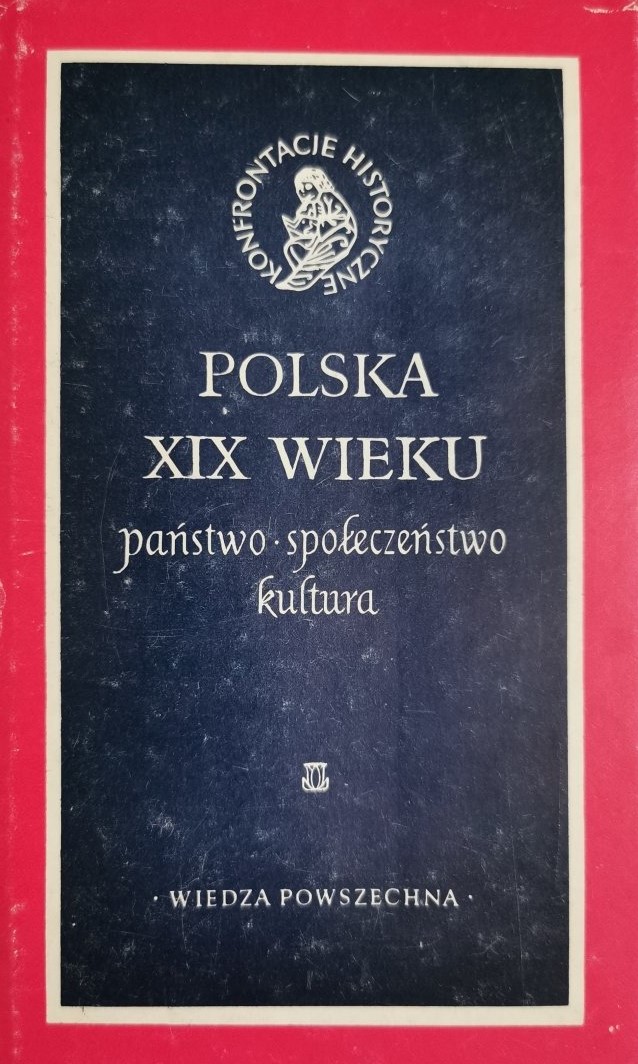 KONFRONTACJE HISTORYCZNE
POLSKA
XIX WIEKU
państwo · społeczeństwo
kultura
· WIEDZA POWSZECHNA ·